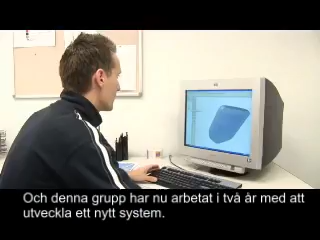 Och denna grupp har nu arbetat i två år med att
utveckla ett nytt system.